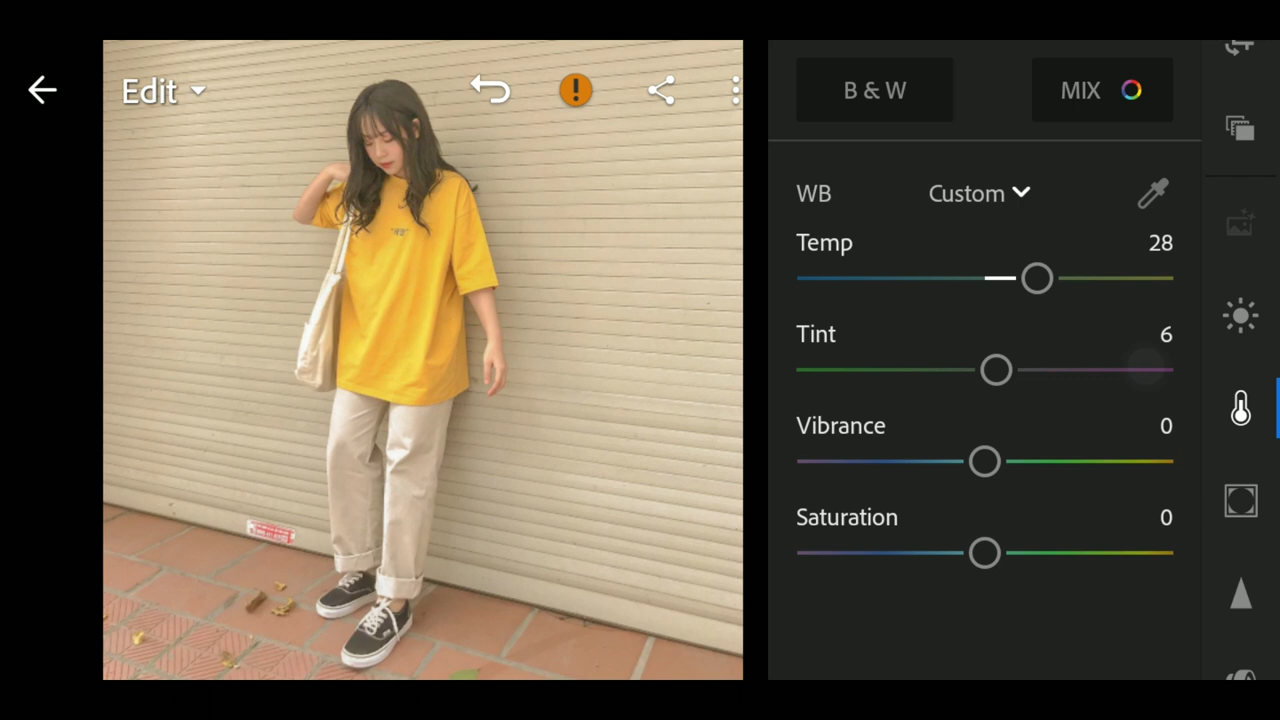 Edit
B & W
MIX
WB
Custom
Temp
28
Tint
6
Vibrance
0
Saturation
0